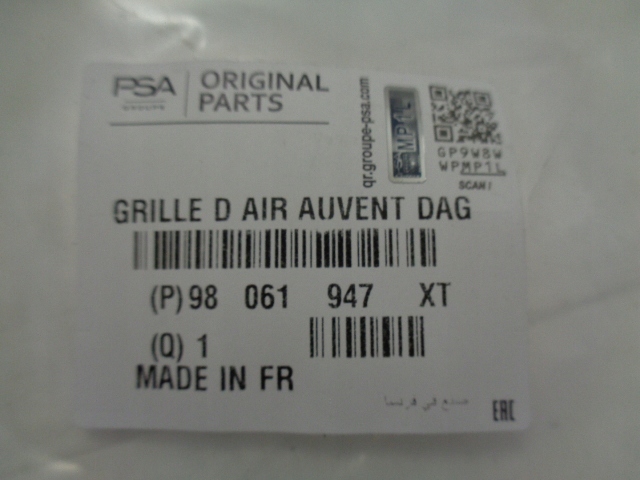 PSA
GROUPE
ORIGINAL
PARTS
qr.groupe-psa.com
MP1L
GP9W8W
WPMP1L
SCAN!
GRILLE D AIR AUVENT DAG
(P)98 061 947 XT
(Q) 1
MADE IN FR
صنع في فرنسا
EAC